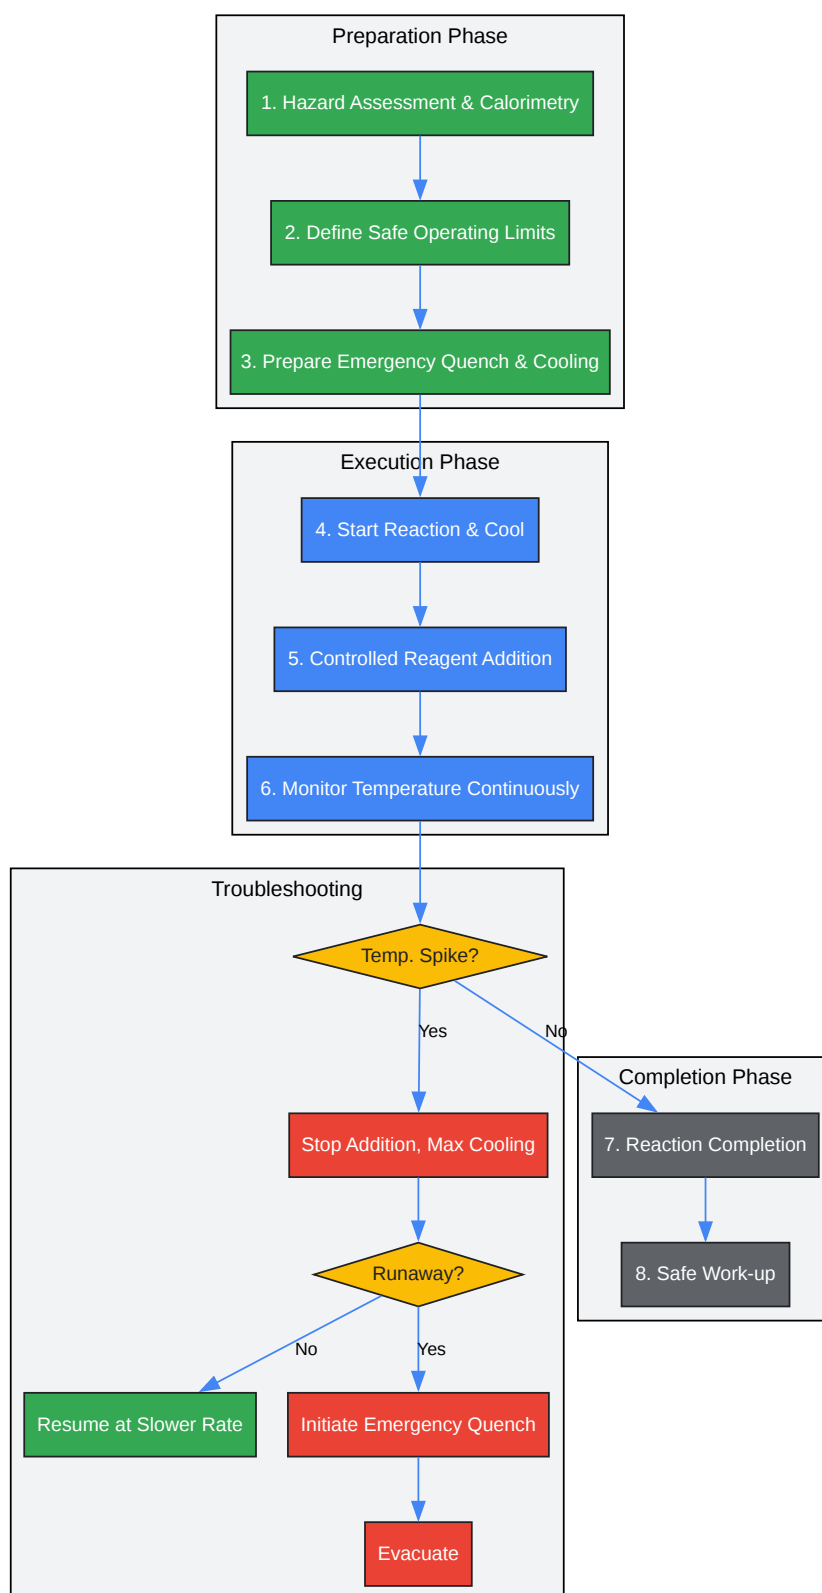 Preparation Phase
1. Hazard Assessment & Calorimetry
2. Define Safe Operating Limits
3. Prepare Emergency Quench & Cooling
Execution Phase
4. Start Reaction & Cool
5. Controlled Reagent Addition
6. Monitor Temperature Continuously
Troubleshooting
Temp. Spike?
Yes
No
Completion Phase
Stop Addition, Max Cooling
7. Reaction Completion
Runaway?
8. Safe Work-up
No
Yes
Resume at Slower Rate
Initiate Emergency Quench
Evacuate